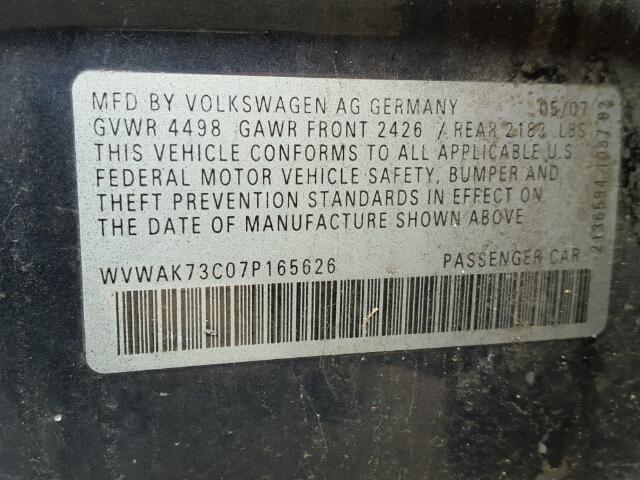 MFD BY VOLKSWAGEN AG GERMANY 05/07
GVWR 4498 GAWR FRONT 2426 / REAR 2183 LBS
THIS VEHICLE CONFORMS TO ALL APPLICABLE U.S
FEDERAL MOTOR VEHICLE SAFETY, BUMPER AND
THEFT PREVENTION STANDARDS IN EFFECT ON
THE DATE OF MANUFACTURE SHOWN ABOVE
WVWAK73C07P165626 PASSENGER CAR